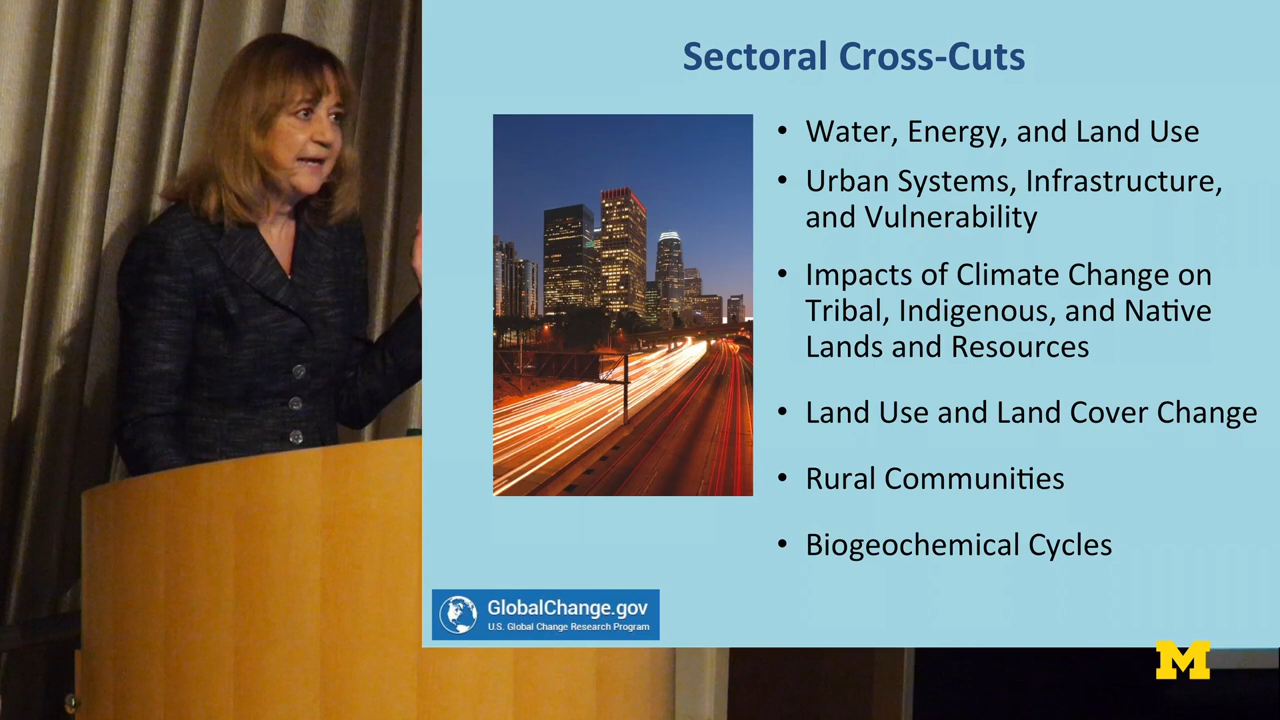 Sectoral Cross-Cuts
• Water, Energy, and Land Use
• Urban Systems, Infrastructure,
and Vulnerability
• Impacts of Climate Change on
Tribal, Indigenous, and Native
Lands and Resources
• Land Use and Land Cover Change
• Rural Communities
• Biogeochemical Cycles
GlobalChange.gov
U.S. Global Change Research Program
M